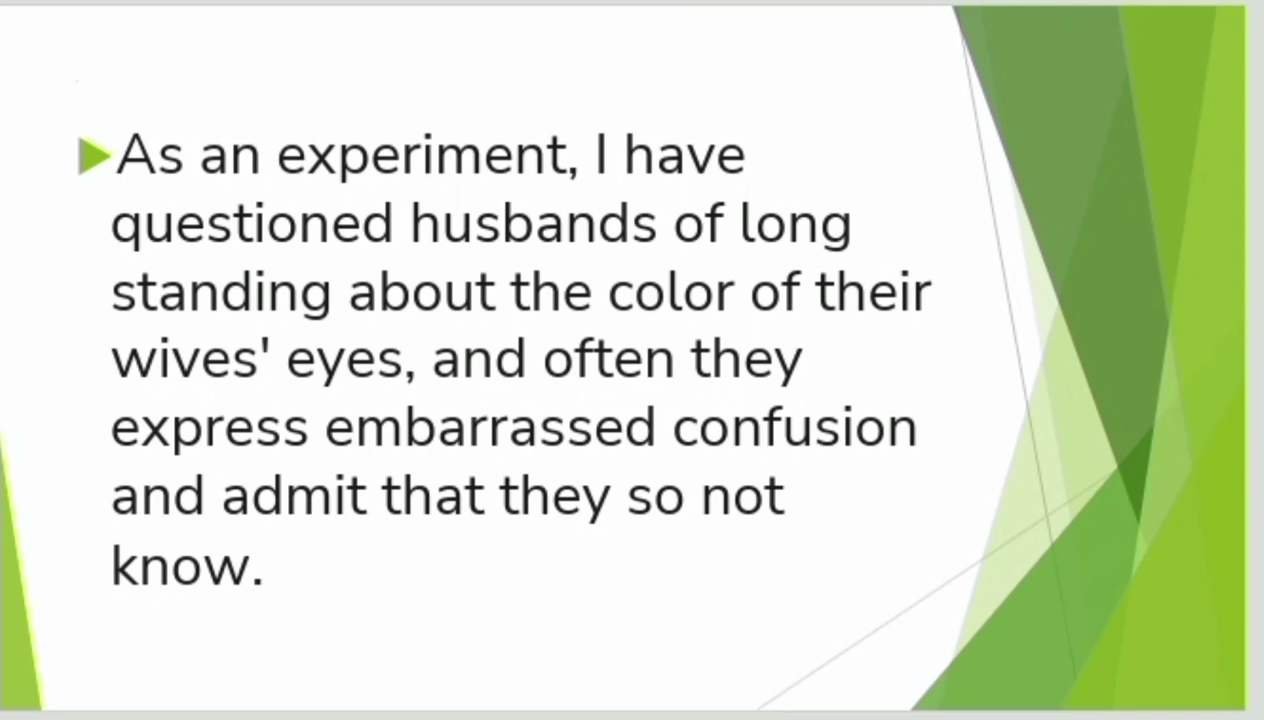 As an experiment, I have
questioned husbands of long
standing about the color of their
wives' eyes, and often they
express embarrassed confusion
and admit that they so not
know.